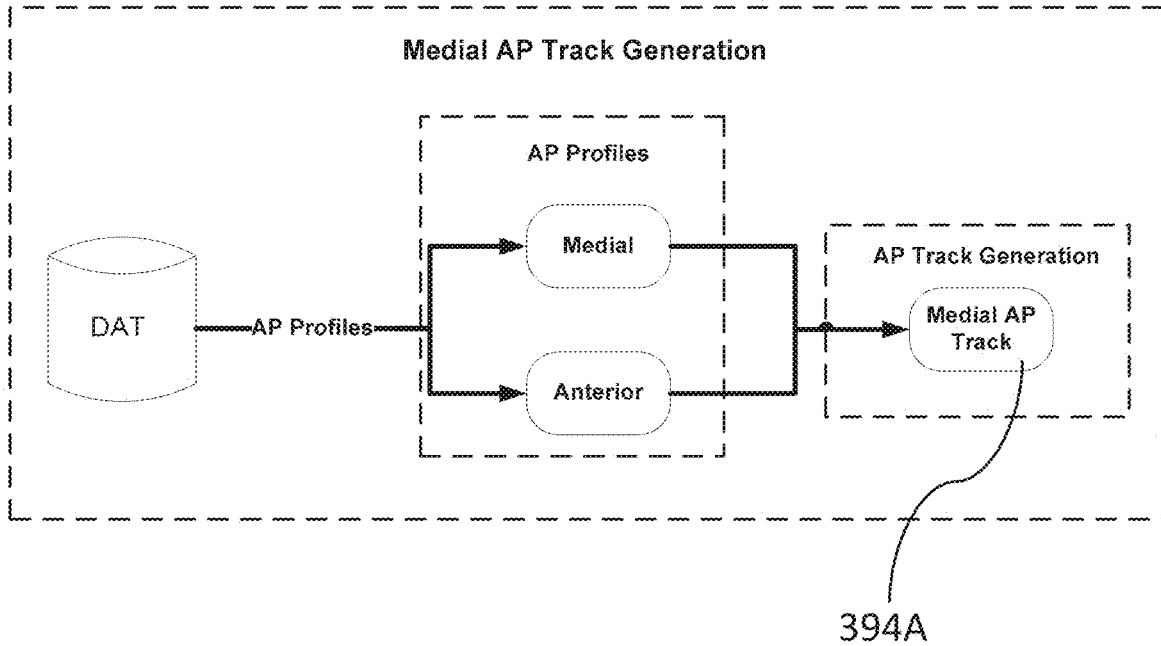 Medial AP Track Generation
AP Profiles
Medial
AP Track Generation
DAT
AP Profiles
Medial AP
Track
Anterior
394A